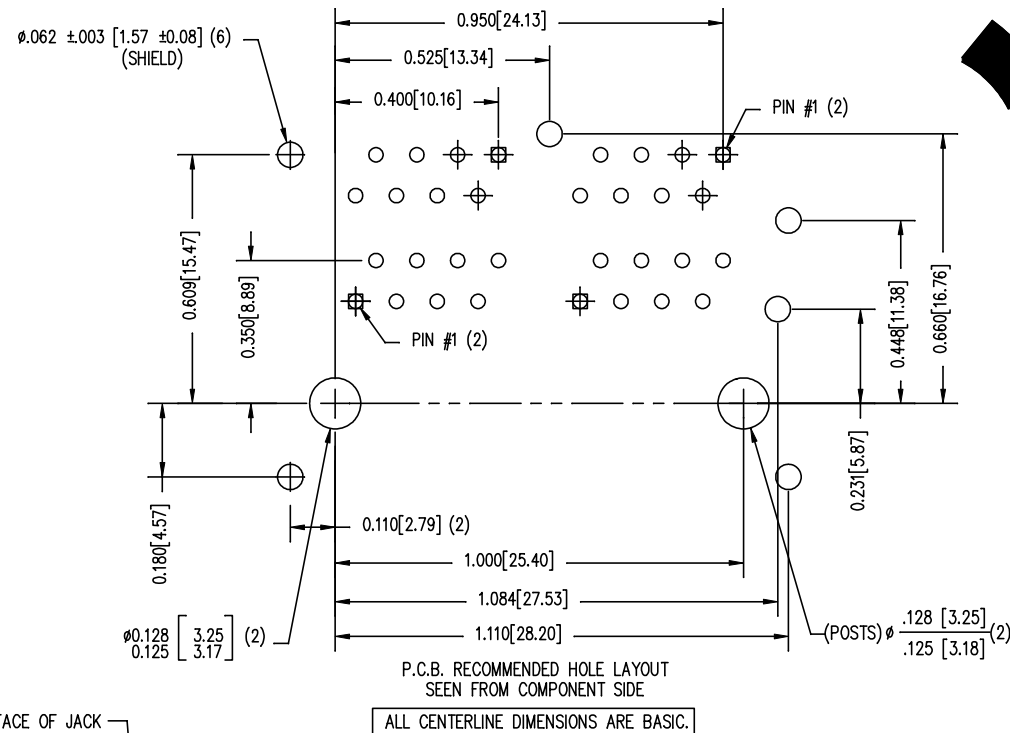 0.950[24.13]
ø.062 ±.003 [1.57 ±0.08] (6)
(SHIELD)
0.525[13.34]
0.400[10.16]
PIN #1 (2)
0.609[15.47]
0.350[8.89]
0.448[11.38]
0.660[16.76]
PIN #1 (2)
0.180[4.57]
0.231[5.87]
0.110[2.79] (2)
1.000[25.40]
1.084[27.53]
1.110[28.20]
ø0.128 [3.25] (2)
0.125 [3.17]
(POSTS) ø .128 [3.25] (2)
.125 [3.18]
P.C.B. RECOMMENDED HOLE LAYOUT
SEEN FROM COMPONENT SIDE
ALL CENTERLINE DIMENSIONS ARE BASIC.
FACE OF JACK